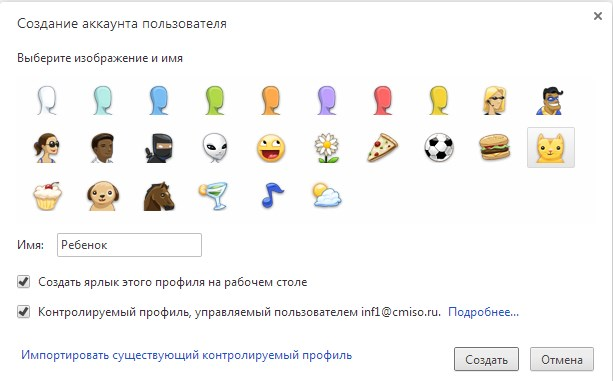 Создание аккаунта пользователя
Выберите изображение и имя
Имя: Ребенок
Создать ярлык этого профиля на рабочем столе
Контролируемый профиль, управляемый пользователем inf1@cmiso.ru. Подробнее...
Импортировать существующий контролируемый профиль Создать Отмена